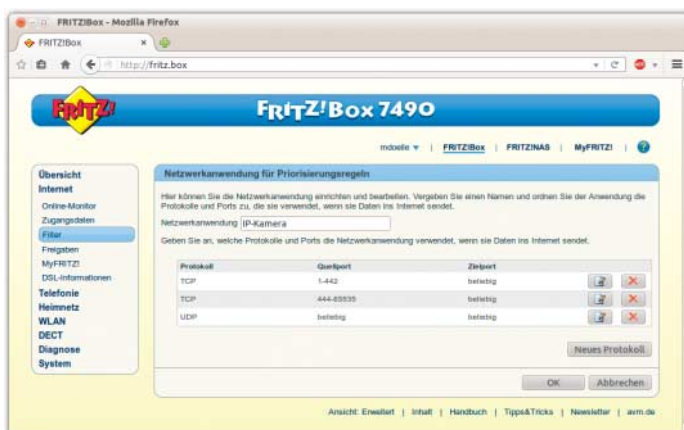 FRITZ!Box - Mozilla Firefox
FRITZ!Box
http://fritz.box
FRITZ!
FRITZ!Box 7490
mdoelle | FRITZ!Box | FRITZ!NAS | MyFRITZ! |
Übersicht
Internet
Online-Monitor
Zugangsdaten
Filter
Freigaben
MyFRITZ!
DSL-Informationen
Telefonie
Heimnetz
WLAN
DECT
Diagnose
System
Netzwerkanwendung für Priorisierungsregeln
Hier können Sie die Netzwerkanwendung einrichten und bearbeiten. Vergeben Sie einen Namen und ordnen Sie der Anwendung die
Protokolle und Ports zu, die sie verwendet, wenn sie Daten ins Internet sendet.
Netzwerkanwendung IP-Kamera
Geben Sie an, welche Protokolle und Ports die Netzwerkanwendung verwendet, wenn sie Daten ins Internet sendet.
Protokoll Quellport Zielport
TCP 1-442 beliebig
TCP 444-65535 beliebig
UDP beliebig beliebig
Neues Protokoll
OK Abbrechen
Ansicht: Erweitert | Inhalt | Handbuch | Tipps&Tricks | Newsletter | avm.de